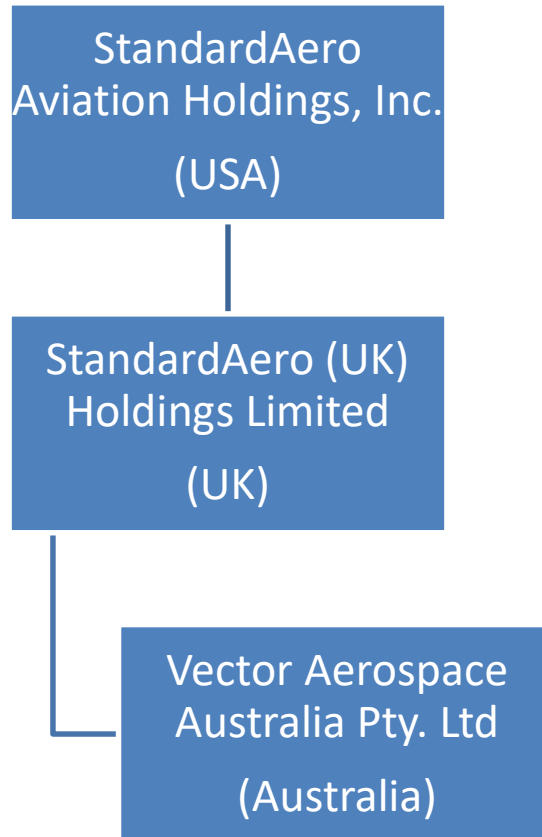 StandardAero
Aviation Holdings, Inc.
(USA)
StandardAero (UK)
Holdings Limited
(UK)
Vector Aerospace
Australia Pty. Ltd
(Australia)